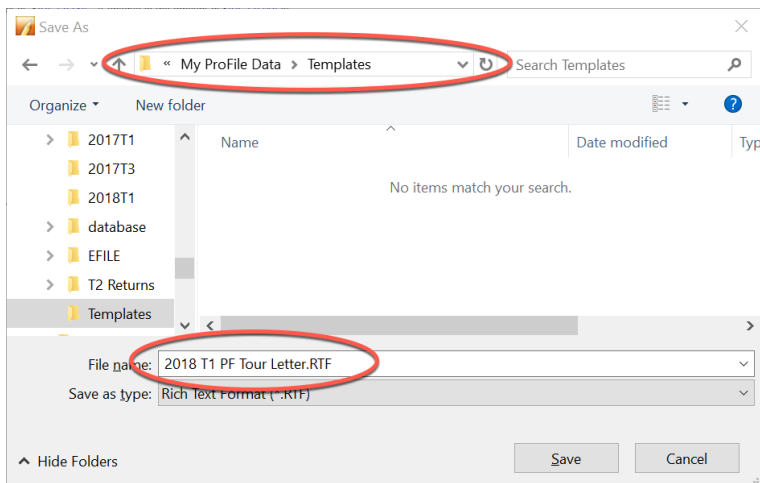 Save As
« My ProFile Data > Templates
Search Templates
Organize
New folder
Name
Date modified
Typ
2017T1
2017T3
2018T1
database
EFILE
T2 Returns
Templates
No items match your search.
File name: 2018 T1 PF Tour Letter.RTF
Save as type: Rich Text Format (*.RTF)
Hide Folders
Save
Cancel